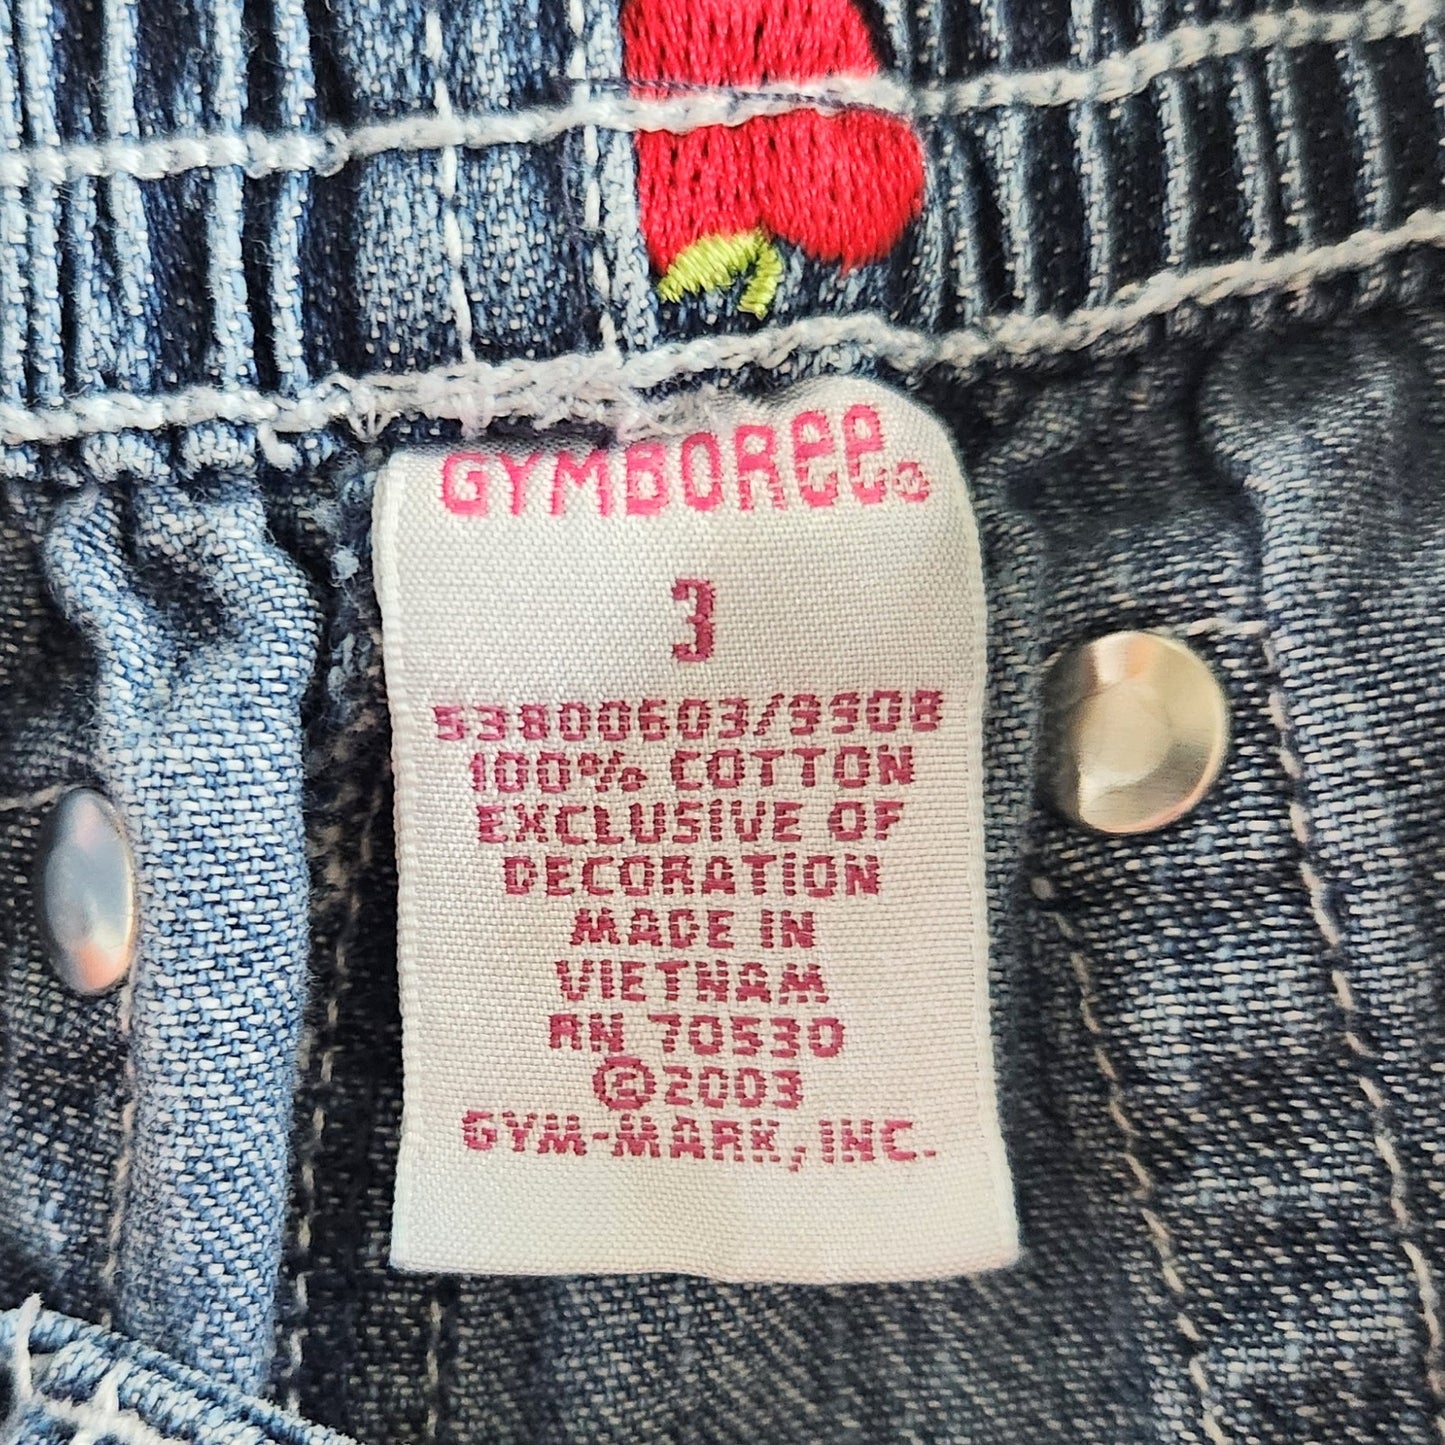 GYMBOREE®
3
53800603/9908
100% COTTON
EXCLUSIVE OF
DECORATION
MADE IN
VIETNAM
RN 70530
©2003
GYM-MARK, INC.